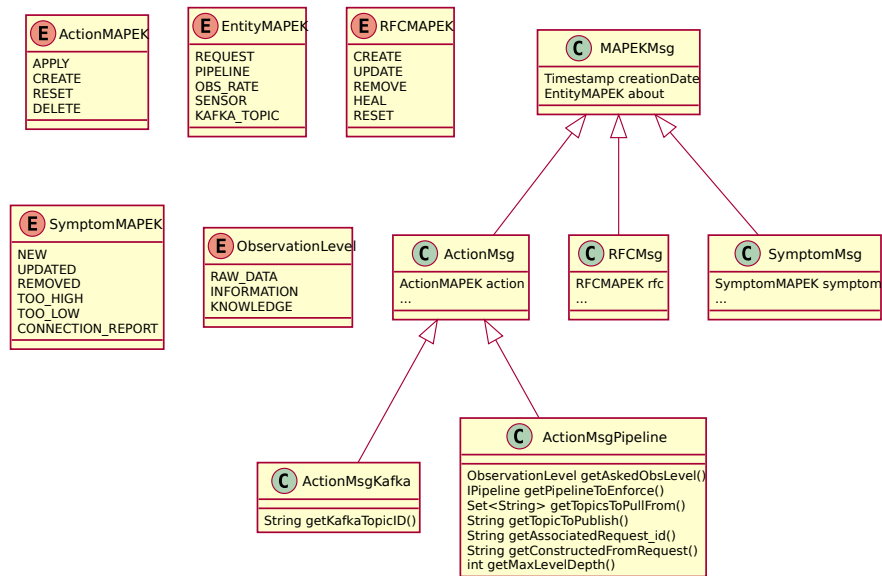 E ActionMAPEK
APPLY
CREATE
RESET
DELETE
E EntityMAPEK
REQUEST
PIPELINE
OBS_RATE
SENSOR
KAFKA_TOPIC
E RFCMAPEK
CREATE
UPDATE
REMOVE
HEAL
RESET
C MAPEKMsg
Timestamp creationDate
EntityMAPEK about
E SymptomMAPEK
NEW
UPDATED
REMOVED
TOO_HIGH
TOO_LOW
CONNECTION_REPORT
E ObservationLevel
RAW_DATA
INFORMATION
KNOWLEDGE
C ActionMsg
ActionMAPEK action
...
C RFCMsg
RFCMAPEK rfc
...
C SymptomMsg
SymptomMAPEK symptom
...
C ActionMsgKafka
String getKafkaTopicID()
C ActionMsgPipeline
ObservationLevel getAskedObsLevel()
IPipeline getPipelineToEnforce()
Set<String> getTopicsToPullFrom()
String getTopicToPublish()
String getAssociatedRequest_id()
String getConstructedFromRequest()
int getMaxLevelDepth()